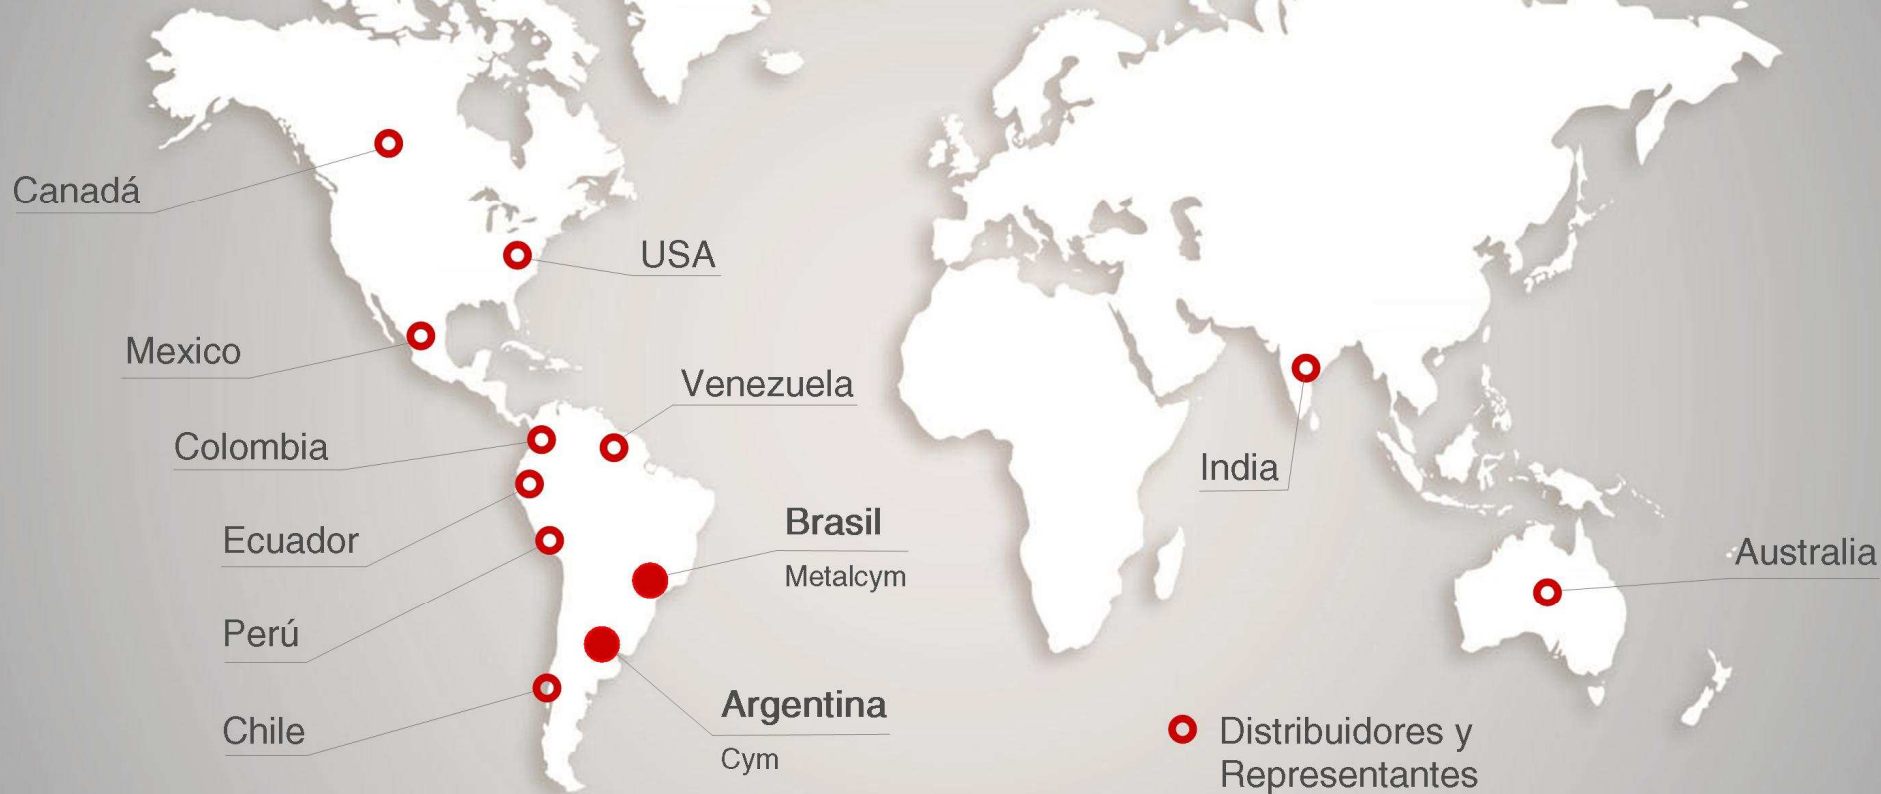 Canadá
USA
Mexico
Venezuela
Colombia
India
Ecuador
Brasil
Metalcym
Australia
Perú
Argentina
Cym
Chile
Distribuidores y
Representantes